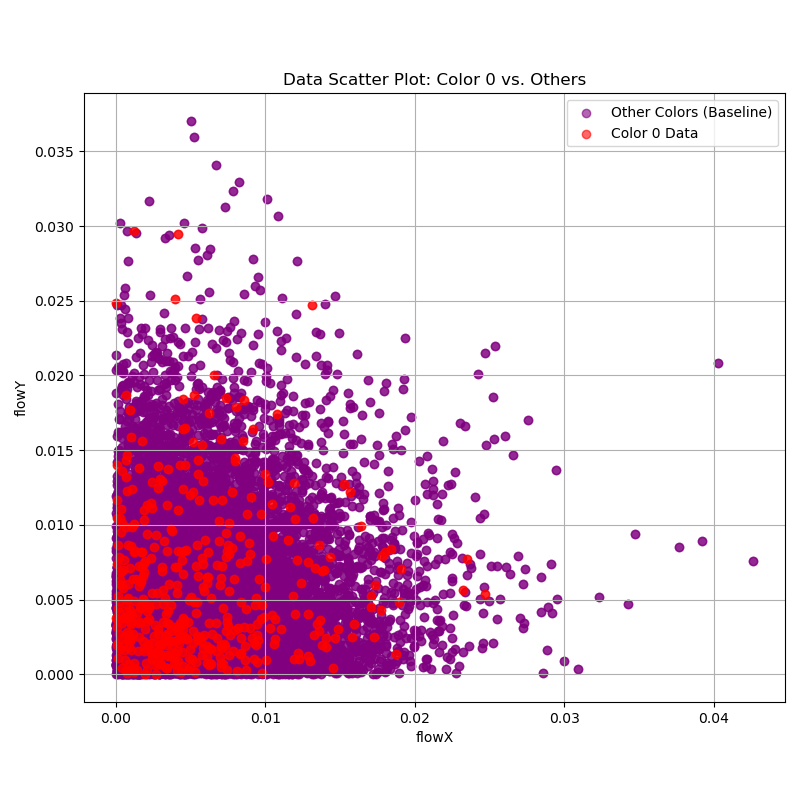 Data Scatter Plot: Color 0 vs. Others
Other Colors (Baseline)
Color 0 Data
flowY
0.035
0.030
0.025
0.020
0.015
0.010
0.005
0.000
0.00 0.01 0.02 0.03 0.04
flowX